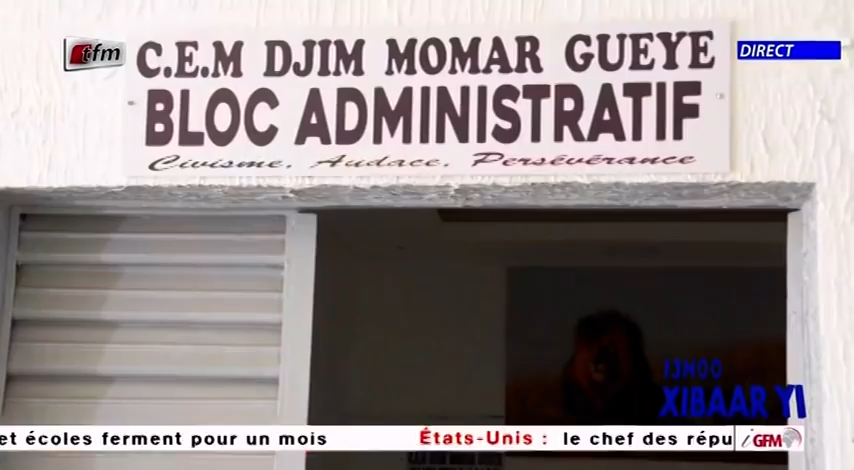 tfm
C.E.M DJIM MOMAR GUEYE
DIRECT
BLOC ADMINISTRATIF
Civisme, Audace, Persévérance
13H00
XIBAAR YI
et écoles ferment pour un mois États-Unis : le chef des répu
iGFM